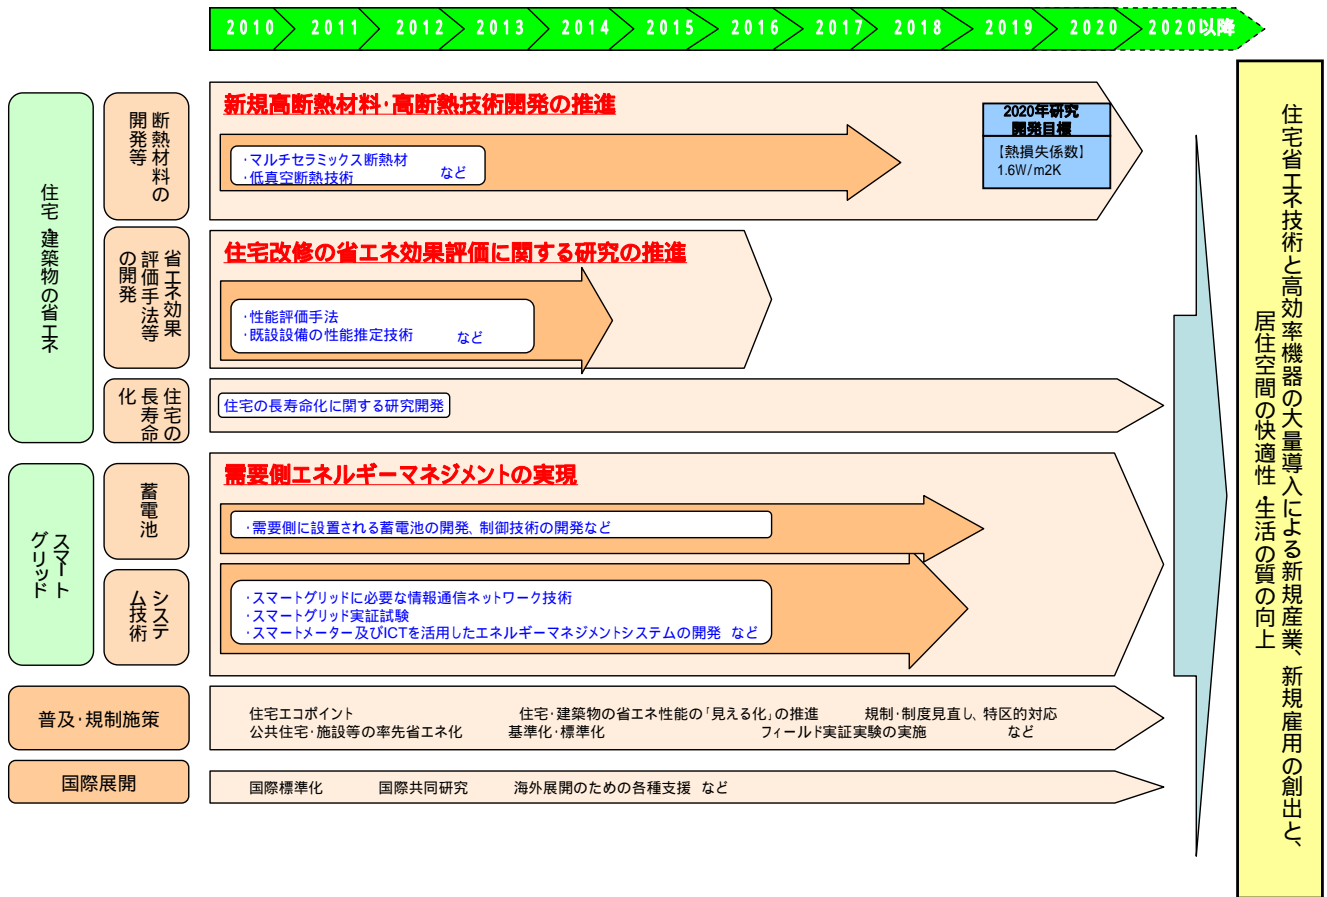 2010 2011 2012 2013 2014 2015 2016 2017 2018 2019 2020 2020以降
住宅・建築物の省エネ
断熱材料の
開発等
新規高断熱材料・高断熱技術開発の推進
・マルチセラミックス断熱材
・低真空断熱技術 など
2020年研究
開発目標
【熱損失係数】
1.6W/m2K
省エネ効果
評価手法等
の開発
住宅改修の省エネ効果評価に関する研究の推進
・性能評価手法
・既設設備の性能推定技術 など
住宅の
長寿命
化
住宅の長寿命化に関する研究開発
スマート
グリッド
蓄電池
需要側エネルギーマネジメントの実現
・需要側に設置される蓄電池の開発、制御技術の開発など
システ
ム技術
・スマートグリッドに必要な情報通信ネットワーク技術
・スマートグリッド実証試験
・スマートメーター及びICTを活用したエネルギーマネジメントシステムの開発 など
普及・規制施策
住宅エコポイント 住宅・建築物の省エネ性能の「見える化」の推進 規制・制度見直し、特区的対応
公共住宅・施設等の率先省エネ化 基準化・標準化 フィールド実証実験の実施 など
国際展開
国際標準化 国際共同研究 海外展開のための各種支援 など
住宅省エネ技術と高効率機器の大量導入による新規産業、新規雇用の創出と、
居住空間の快適性・生活の質の向上